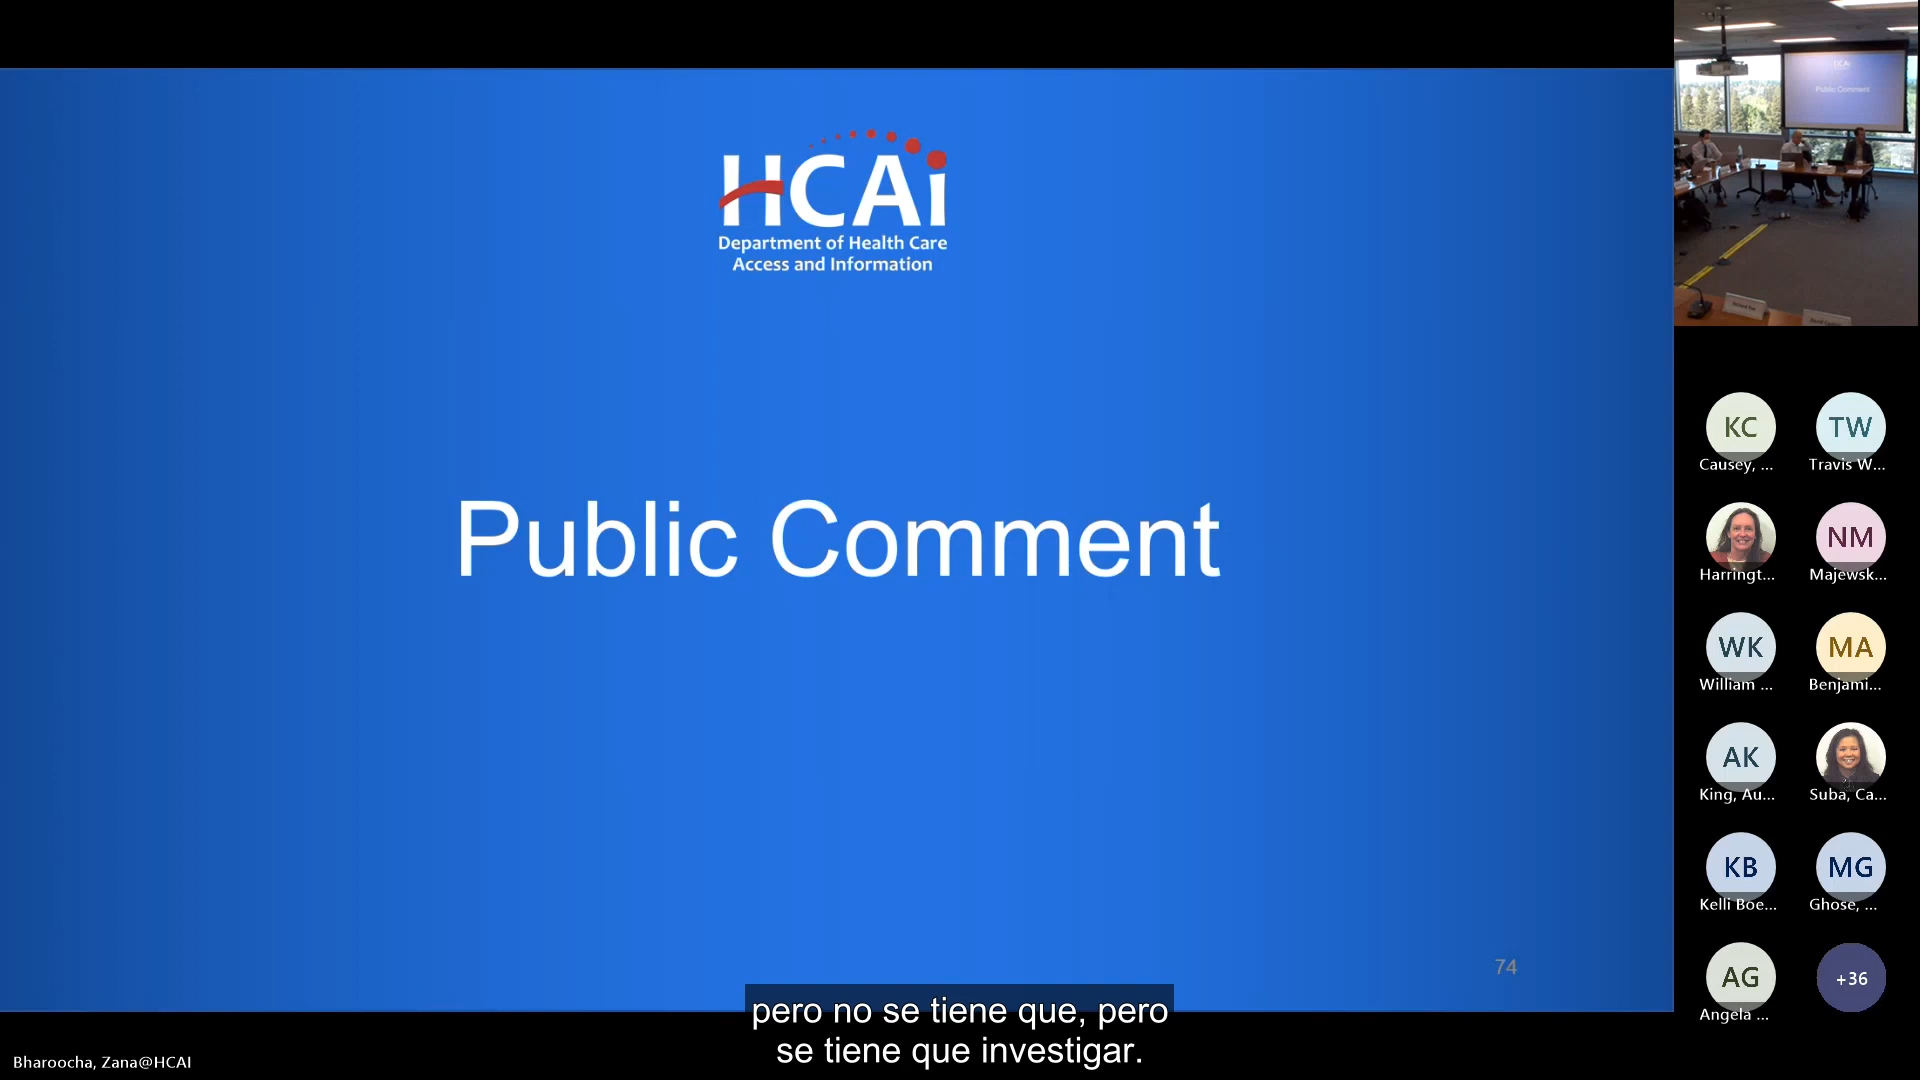 HCAi
Department of Health Care
Access and Information
Public Comment
74
pero no se tiene que, pero
se tiene que investigar.
Bharoocha, Zana@HCAI
Public Comment
KC
Causey, ...
TW
Travis W...
Harringt...
NM
Majewsk...
WK
William ...
MA
Benjami...
AK
King, Au...
Suba, Ca...
KB
Kelli Boe...
MG
Ghose, ...
AG
Angela ...
+36